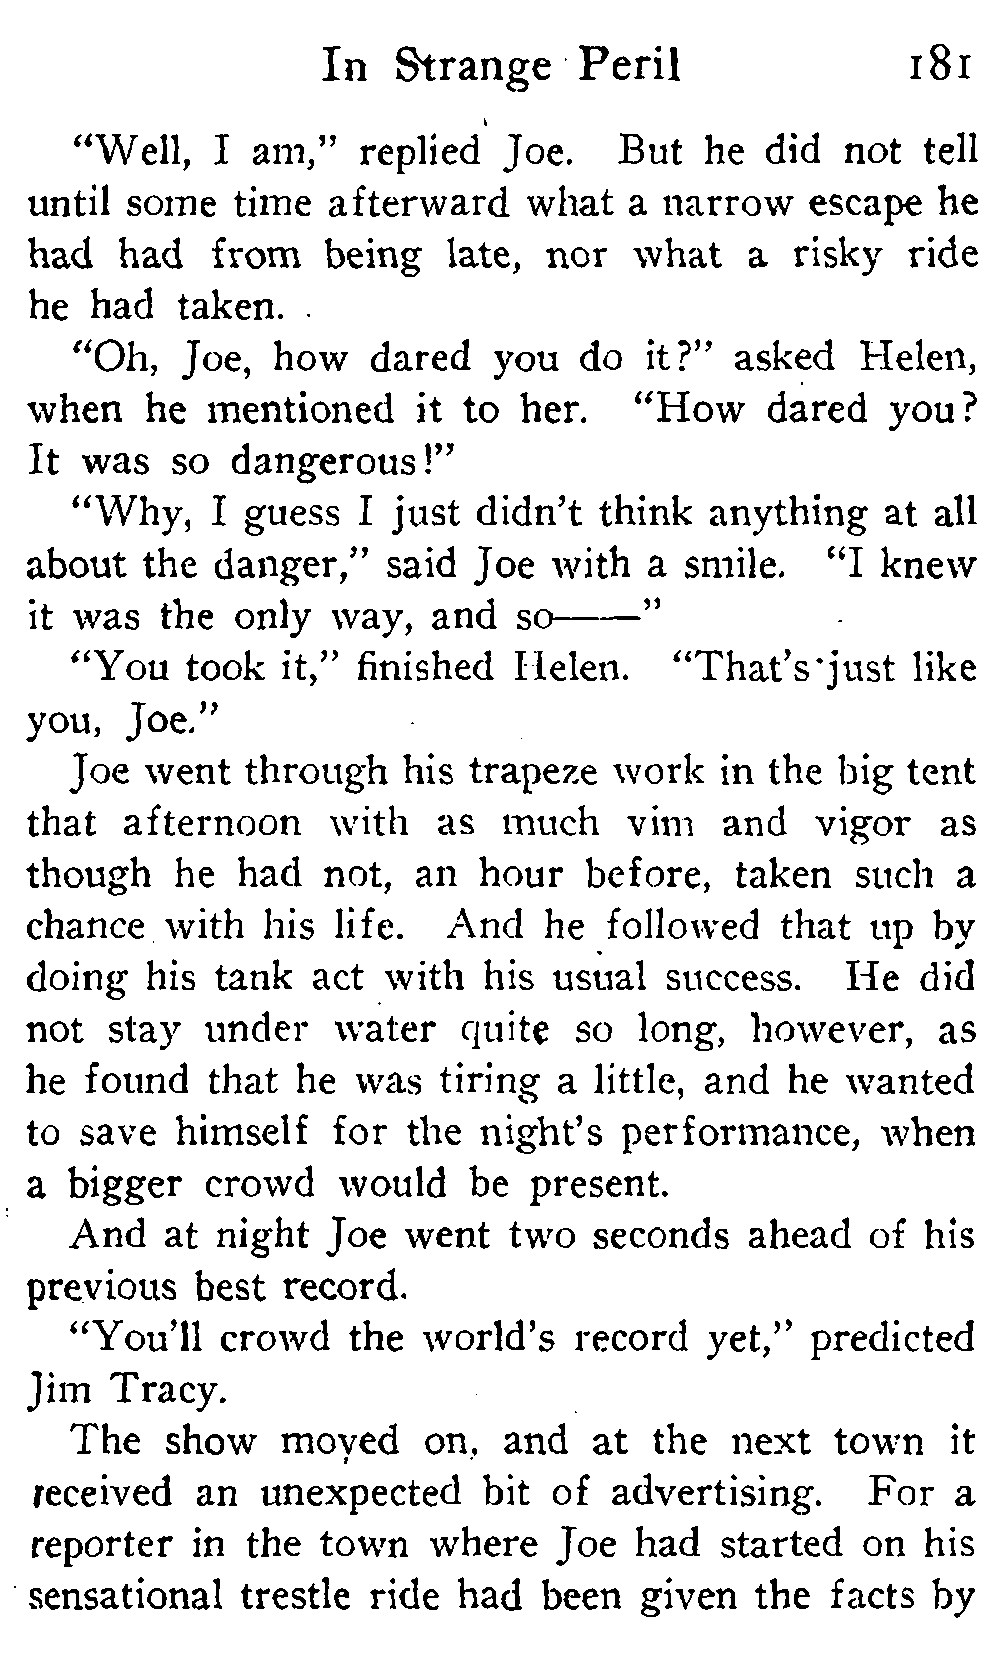 In Strange Peril 181
"Well, I am," replied Joe. But he did not tell
until some time afterward what a narrow escape he
had had from being late, nor what a risky ride
he had taken.
"Oh, Joe, how dared you do it?" asked Helen,
when he mentioned it to her. "How dared you?
It was so dangerous!"
"Why, I guess I just didn't think anything at all
about the danger," said Joe with a smile. "I knew
it was the only way, and so——"
"You took it," finished Helen. "That's just like
you, Joe."
Joe went through his trapeze work in the big tent
that afternoon with as much vim and vigor as
though he had not, an hour before, taken such a
chance with his life. And he followed that up by
doing his tank act with his usual success. He did
not stay under water quite so long, however, as
he found that he was tiring a little, and he wanted
to save himself for the night's performance, when
a bigger crowd would be present.
And at night Joe went two seconds ahead of his
previous best record.
"You'll crowd the world's record yet," predicted
Jim Tracy.
The show moved on, and at the next town it
received an unexpected bit of advertising. For a
reporter in the town where Joe had started on his
sensational trestle ride had been given the facts by